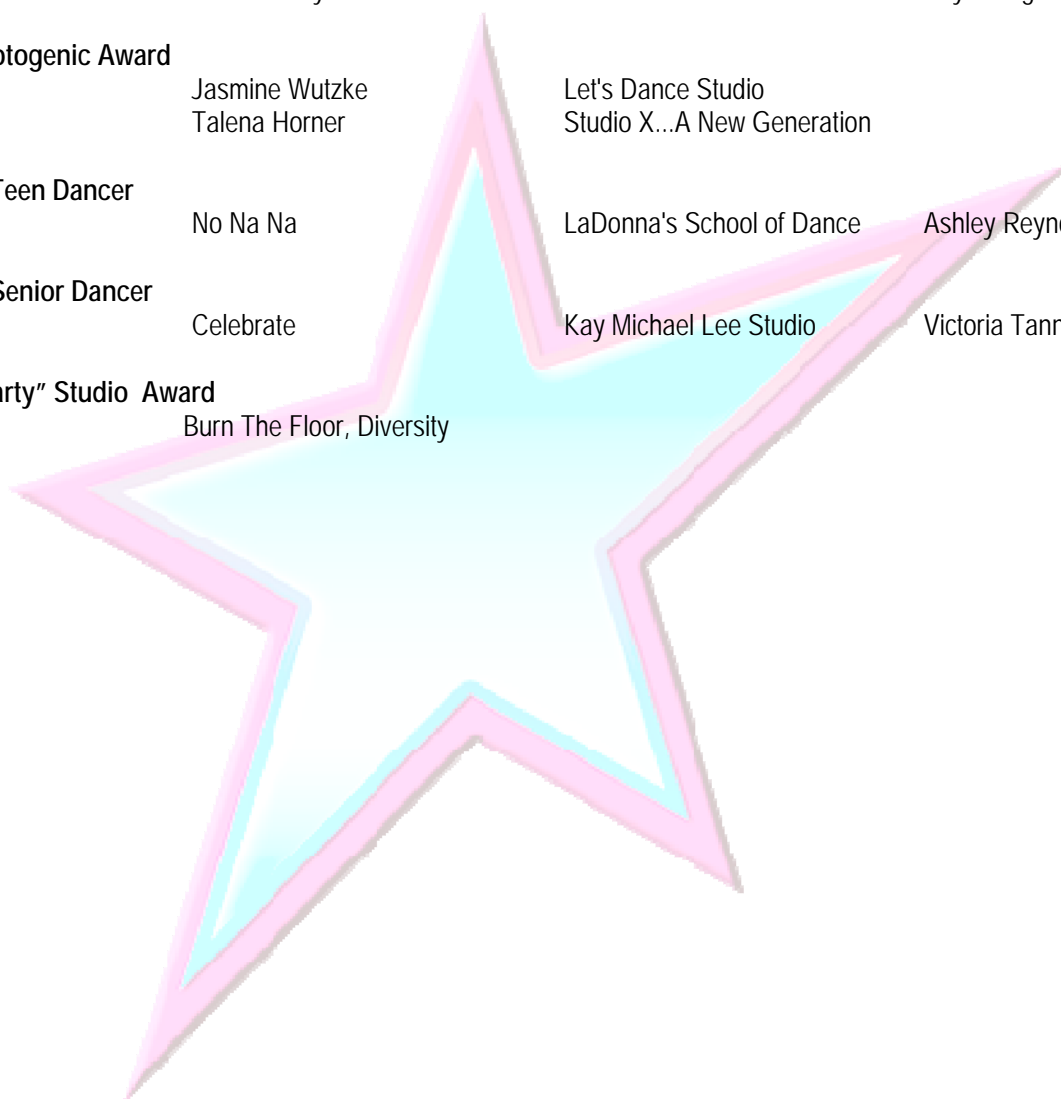 otogenic Award
Jasmine Wutzke Let's Dance Studio
Talena Horner Studio X...A New Generation
Teen Dancer
No Na Na LaDonna's School of Dance Ashley Reyn
Senior Dancer
Celebrate Kay Michael Lee Studio Victoria Tann
arty” Studio Award
Burn The Floor, Diversity